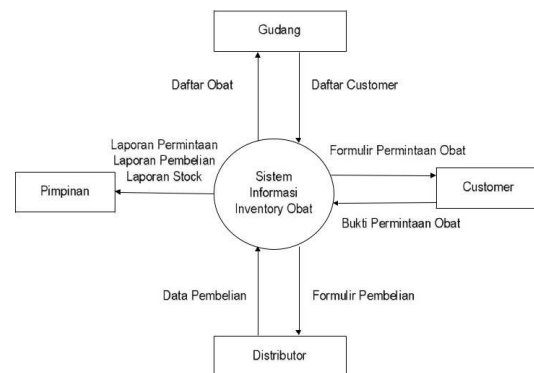 Gudang
Daftar Obat
Daftar Customer
Laporan Permintaan
Laporan Pembelian
Laporan Stock
Formulir Permintaan Obat
Pimpinan
Sistem
Informasi
Inventory Obat
Customer
Bukti Permintaan Obat
Data Pembelian
Formulir Pembelian
Distributor